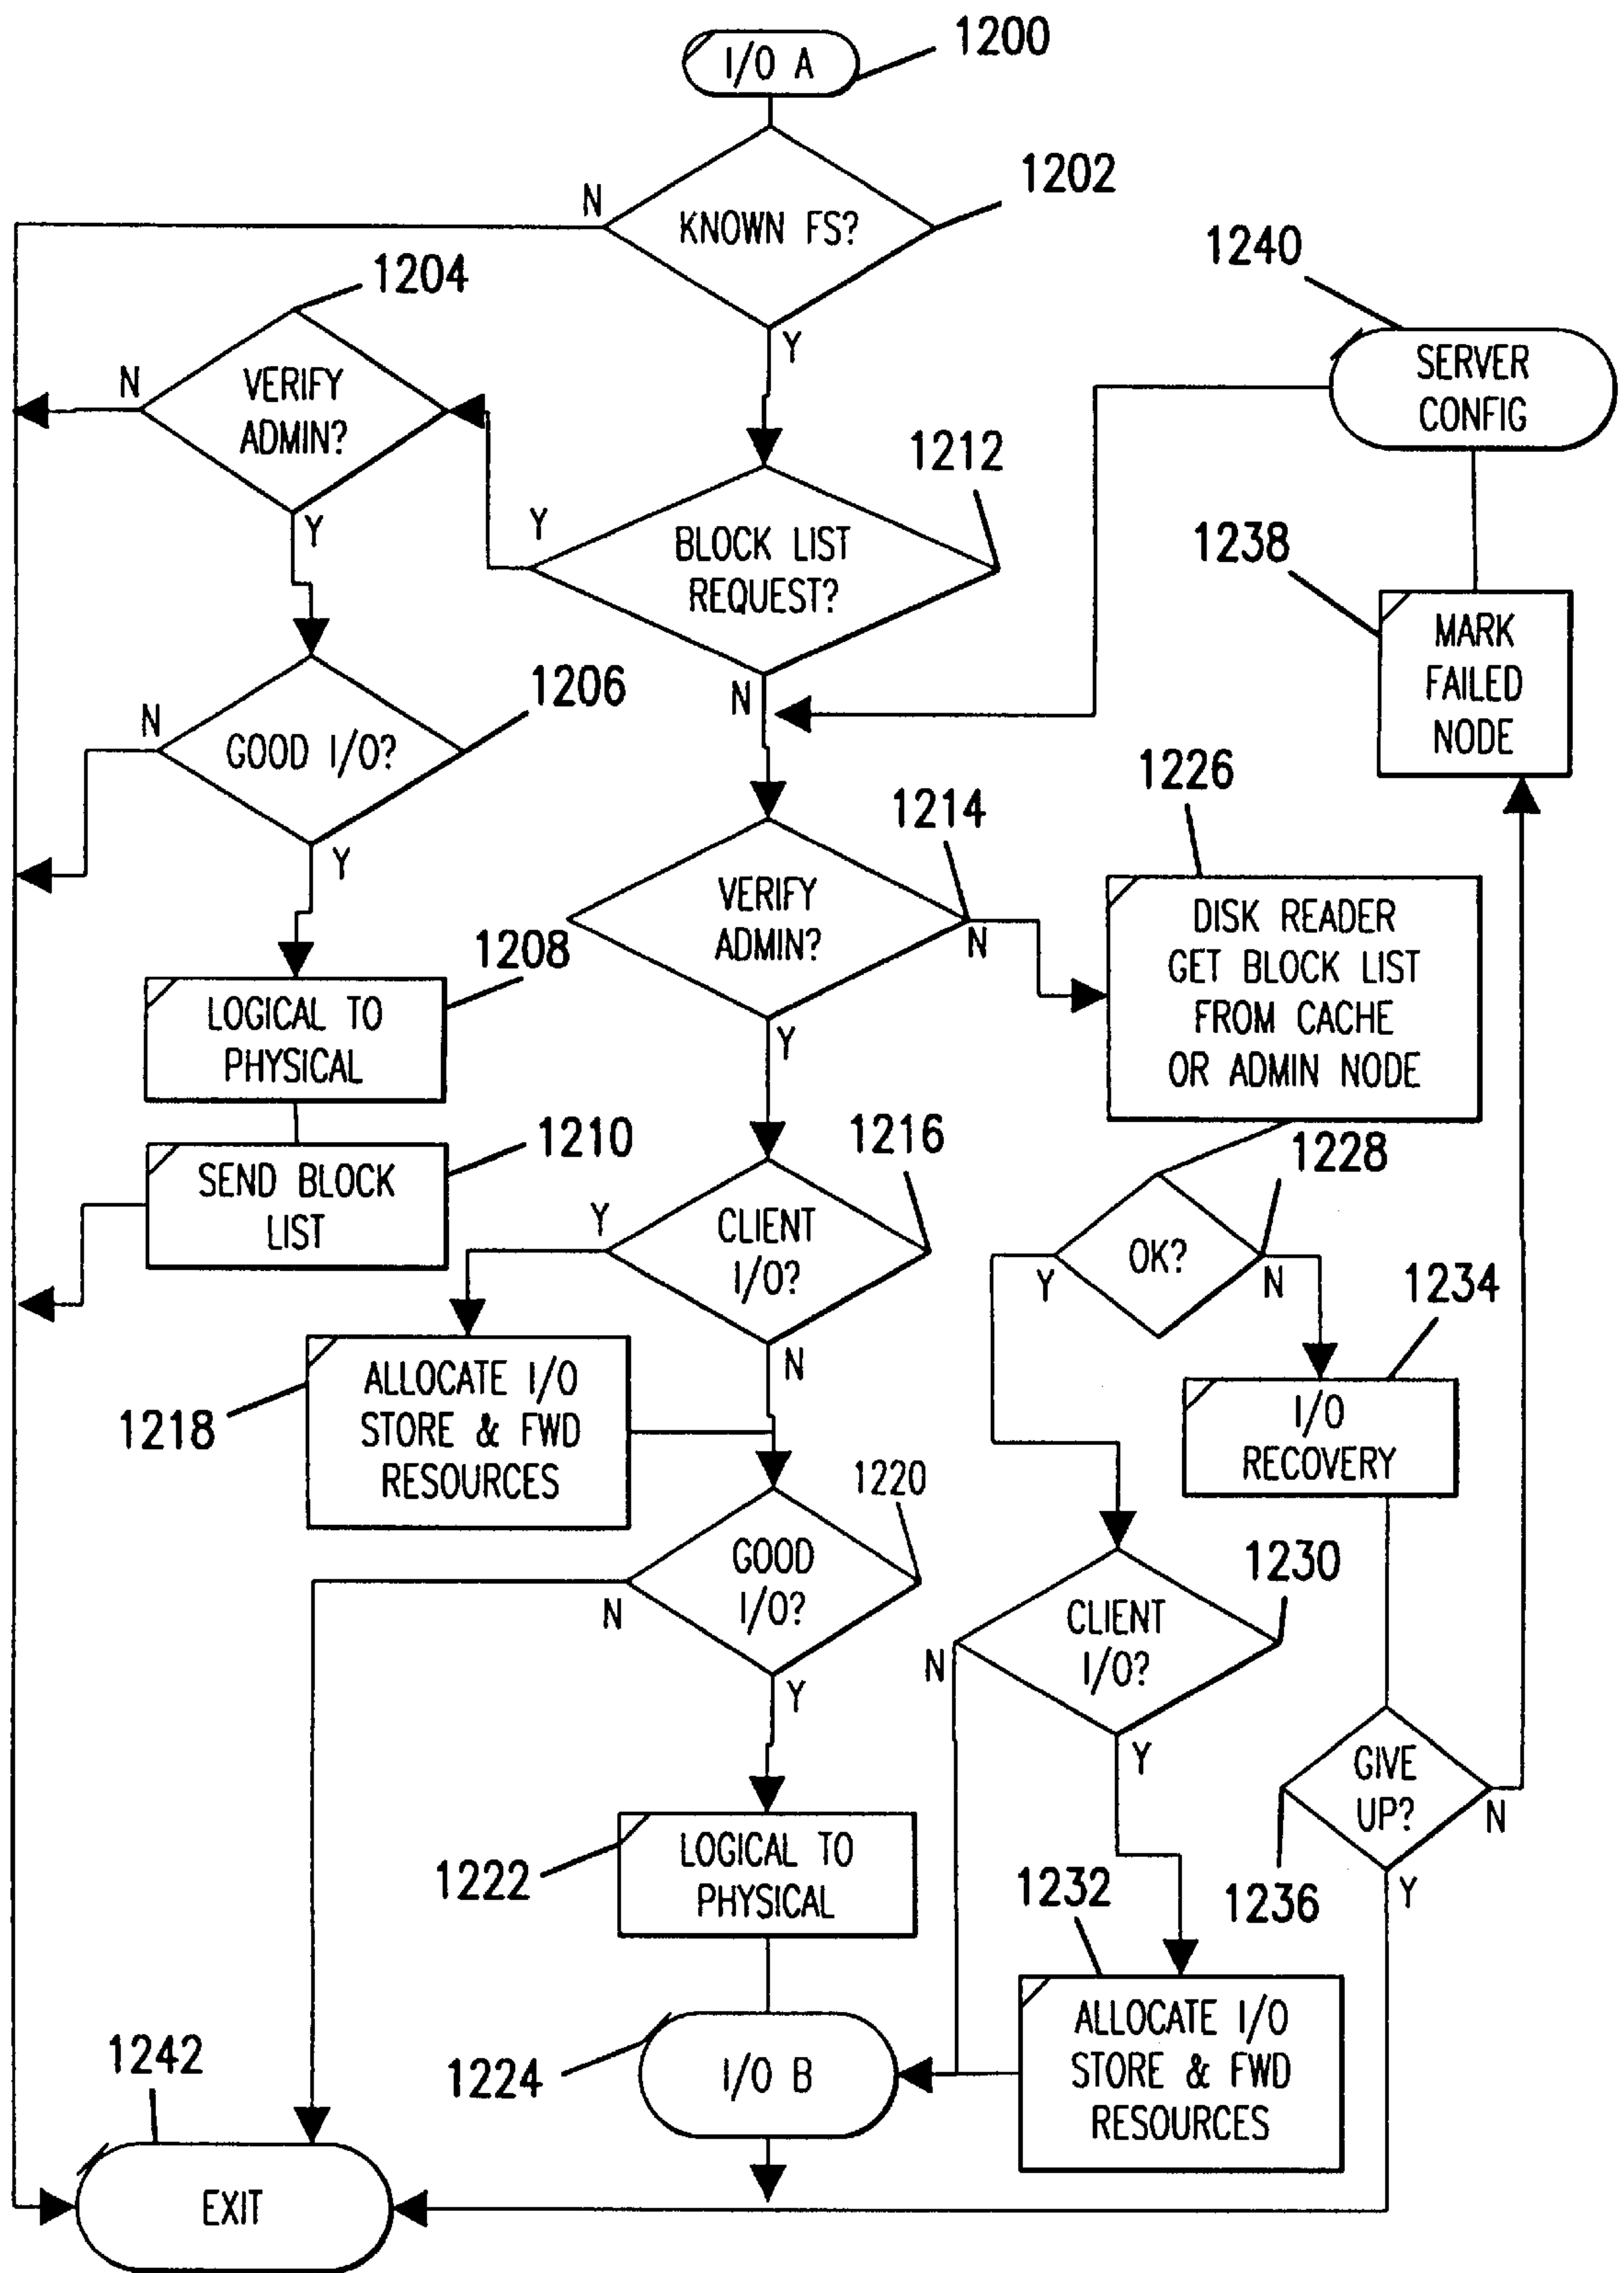 I/O A
1200
1202
N
KNOWN FS?
Y
1240
1204
SERVER
CONFIG
N
VERIFY
ADMIN?
Y
1212
Y
BLOCK LIST
REQUEST?
N
1238
MARK
FAILED
NODE
1206
N
GOOD I/O?
Y
1226
1214
VERIFY
ADMIN?
N
Y
DISK READER
GET BLOCK LIST
FROM CACHE
OR ADMIN NODE
1208
LOGICAL TO
PHYSICAL
1210
SEND BLOCK
LIST
1216
Y
CLIENT
I/O?
N
1228
OK?
Y
N
1234
I/O
RECOVERY
1218
ALLOCATE I/O
STORE & FWD
RESOURCES
1220
GOOD
I/O?
N
Y
1230
CLIENT
I/O?
N
Y
GIVE
UP?
N
Y
1236
1222
LOGICAL TO
PHYSICAL
1232
ALLOCATE I/O
STORE & FWD
RESOURCES
1224
I/O B
1242
EXIT